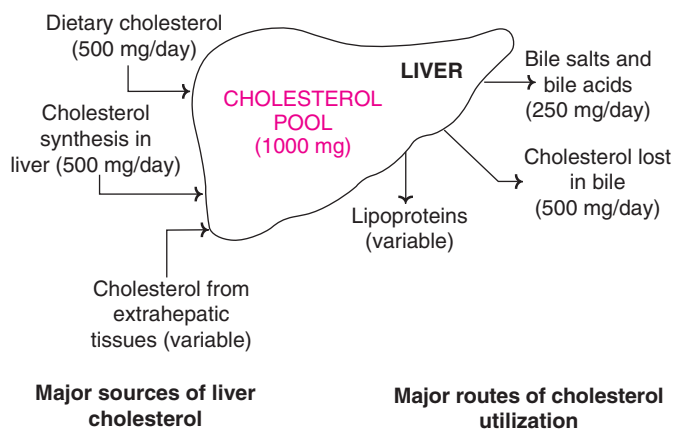 Dietary cholesterol
(500 mg/day)
Cholesterol
synthesis in
liver (500 mg/day)
Cholesterol from
extrahepatic
tissues (variable)
LIVER
CHOLESTEROL
POOL
(1000 mg)
Bile salts and
bile acids
(250 mg/day)
Cholesterol lost
in bile
(500 mg/day)
Lipoproteins
(variable)
Major sources of liver
cholesterol
Major routes of cholesterol
utilization